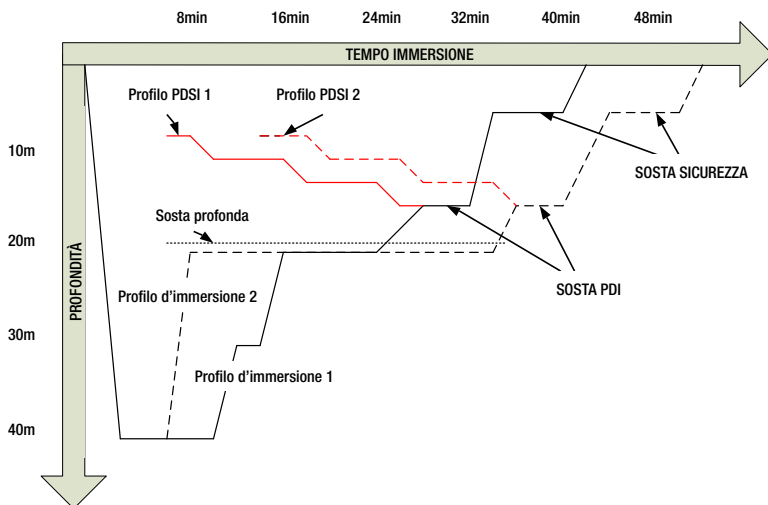 8min 16min 24min 32min 40min 48min
TEMPO IMMERSIONE
Profilo PDSI 1 Profilo PDSI 2
10m
SOSTA SICUREZZA
Sosta profonda
20m
PROFONDITÀ
Profilo d’immersione 2
SOSTA PDI
30m
Profilo d’immersione 1
40m